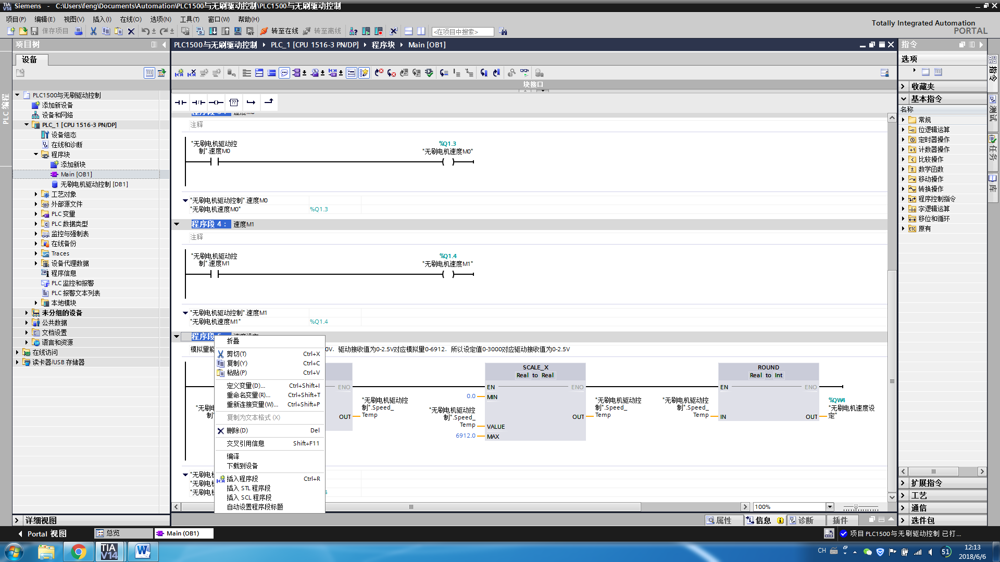 Siemens - C:\Users\feng\Documents\Automation\PLC1500与无刷驱动控制\PLC1500与无刷驱动控制
项目(P) 编辑(E) 视图(V) 插入(I) 在线(O) 选项(N) 工具(T) 窗口(W) 帮助(H)
Totally Integrated Automation
PORTAL
保存项目 转至在线 转至离线 <在项目中搜索>
项目树
PLC1500与无刷驱动控制 PLC_1 [CPU 1516-3 PN/DP] 程序块 Main [OB1]
指令
设备
选项
块接口
PLC 编程
PLC1500与无刷驱动控制
添加新设备
设备和网络
PLC_1 [CPU 1516-3 PN/DP]
设备组态
在线和诊断
程序块
添加新块
Main [OB1]
无刷电机驱动控制 [DB1]
工艺对象
外部源文件
PLC 变量
PLC 数据类型
监控与强制表
在线备份
Traces
设备代理数据
程序信息
PLC 监控和报警
PLC 报警文本列表
本地模块
未分组的设备
公共数据
文档设置
语言和资源
在线访问
读卡器/USB 存储器
详细视图
注释
"无刷电机驱动控
制".速度M0
%Q1.3
"无刷电机速度M0"
"无刷电机驱动控制".速度M0
"无刷电机速度M0" %Q1.3
程序段 4： 速度M1
注释
"无刷电机驱动控
制".速度M1
%Q1.4
"无刷电机速度M1"
"无刷电机驱动控制".速度M1
"无刷电机速度M1" %Q1.4
程序段
模拟量能 0V，驱动接收值为0-2.5V对应模拟量0-6912，所以设定值0-3000对应驱动接收值为0-2.5V
折叠
剪切(T) Ctrl+X
复制(Y) Ctrl+C
粘贴(P) Ctrl+V
定义变量(D)... Ctrl+Shift+I
重命名变量(R)... Ctrl+Shift+T
重新连接变量(W)... Ctrl+Shift+P
复制为文本格式 (X)
删除(D) Del
交叉引用信息 Shift+F11
编译
下载到设备
插入程序段 Ctrl+R
插入 STL 程序段
插入 SCL 程序段
自动设置程序段标题
ENO
OUT
"无刷电机驱动控
制".Speed_
Temp
SCALE_X
Real to Real
EN ENO
0.0 MIN
"无刷电机驱动控
制".Speed_
Temp VALUE
6912.0 MAX
OUT
"无刷电机驱动控
制".Speed_
Temp
ROUND
Real to Int
EN ENO
"无刷电机驱动控
制".Speed_
Temp IN
OUT
%QW4
"无刷电机速度设
定"
"无刷电
制"
"无刷电
"无刷电
"无刷电
100%
属性 信息 诊断 插件
收藏夹
基本指令
名称
常规
位逻辑运算
定时器操作
计数器操作
比较操作
数学函数
移动操作
转换操作
程序控制指令
字逻辑运算
移位和循环
原有
扩展指令
工艺
通信
选件包
指令
测试
任务
库
Portal 视图 总览 Main (OB1)
项目 PLC1500与无刷驱动控制 已打...
TIA V14
CH
51
12:13
2018/6/6